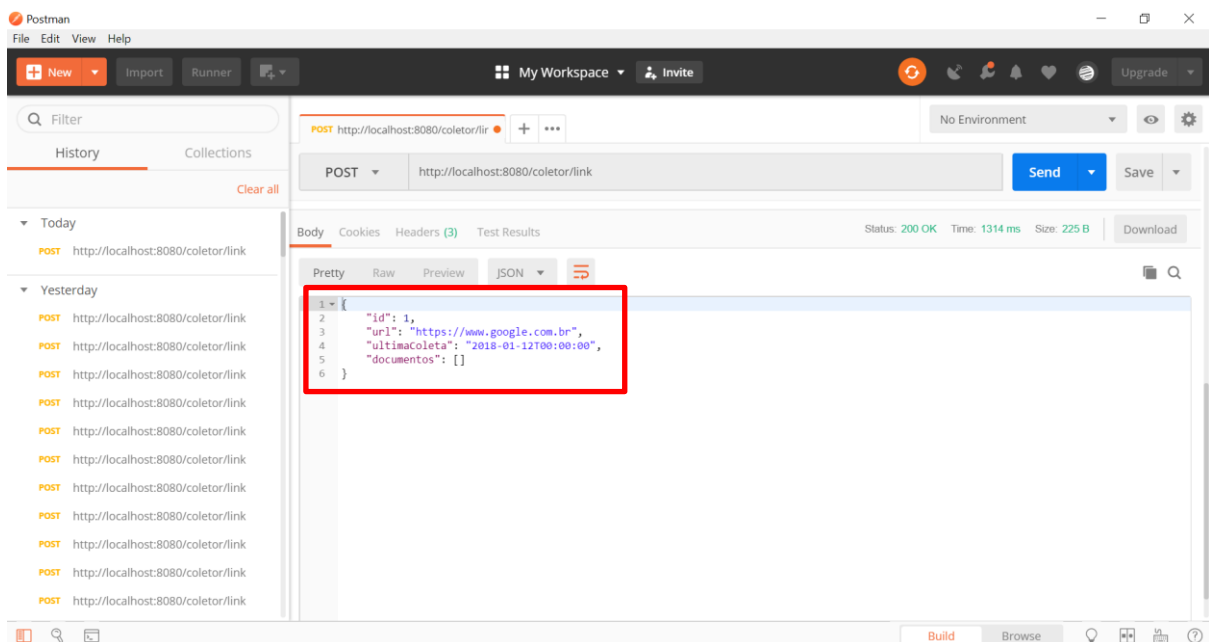 Postman
File Edit View Help
New Import Runner My Workspace Invite Upgrade
Filter
History Collections
Clear all
Today
POST http://localhost:8080/coletor/link
Yesterday
POST http://localhost:8080/coletor/link
POST http://localhost:8080/coletor/link
POST http://localhost:8080/coletor/link
POST http://localhost:8080/coletor/link
POST http://localhost:8080/coletor/link
POST http://localhost:8080/coletor/link
POST http://localhost:8080/coletor/link
POST http://localhost:8080/coletor/link
POST http://localhost:8080/coletor/link
POST http://localhost:8080/coletor/link
POST http://localhost:8080/coletor/link
POST http://localhost:8080/coletor/lir + •••
No Environment
POST http://localhost:8080/coletor/link Send Save
Body Cookies Headers (3) Test Results Status: 200 OK Time: 1314 ms Size: 225 B Download
Pretty Raw Preview JSON
1 {
2 "id": 1,
3 "url": "https://www.google.com.br",
4 "ultimaColeta": "2018-01-12T00:00:00",
5 "documentos": []
6 }
Build Browse